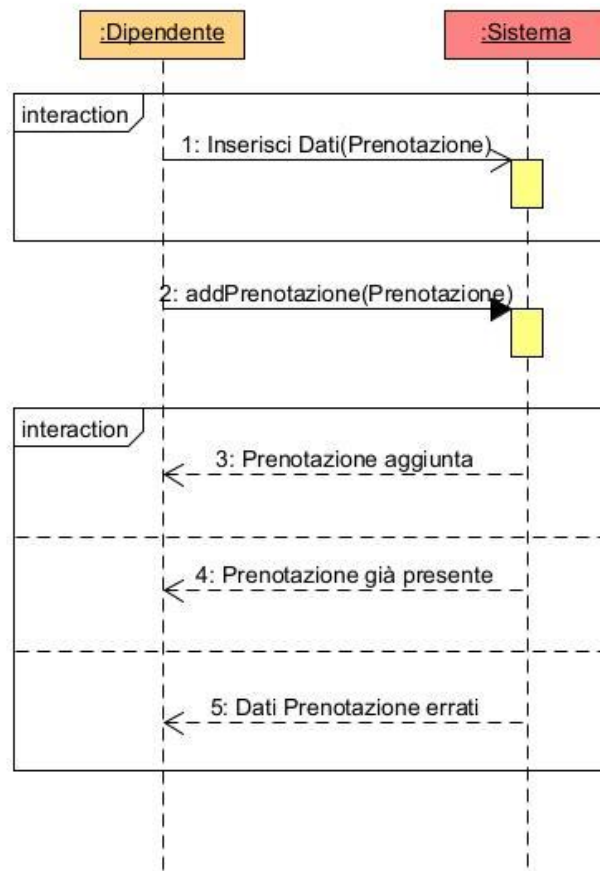 :Dipendente
:Sistema
interaction
1: Inserisci Dati(Prenotazione)
2: addPrenotazione(Prenotazione)
interaction
3: Prenotazione aggiunta
4: Prenotazione già presente
5: Dati Prenotazione errati